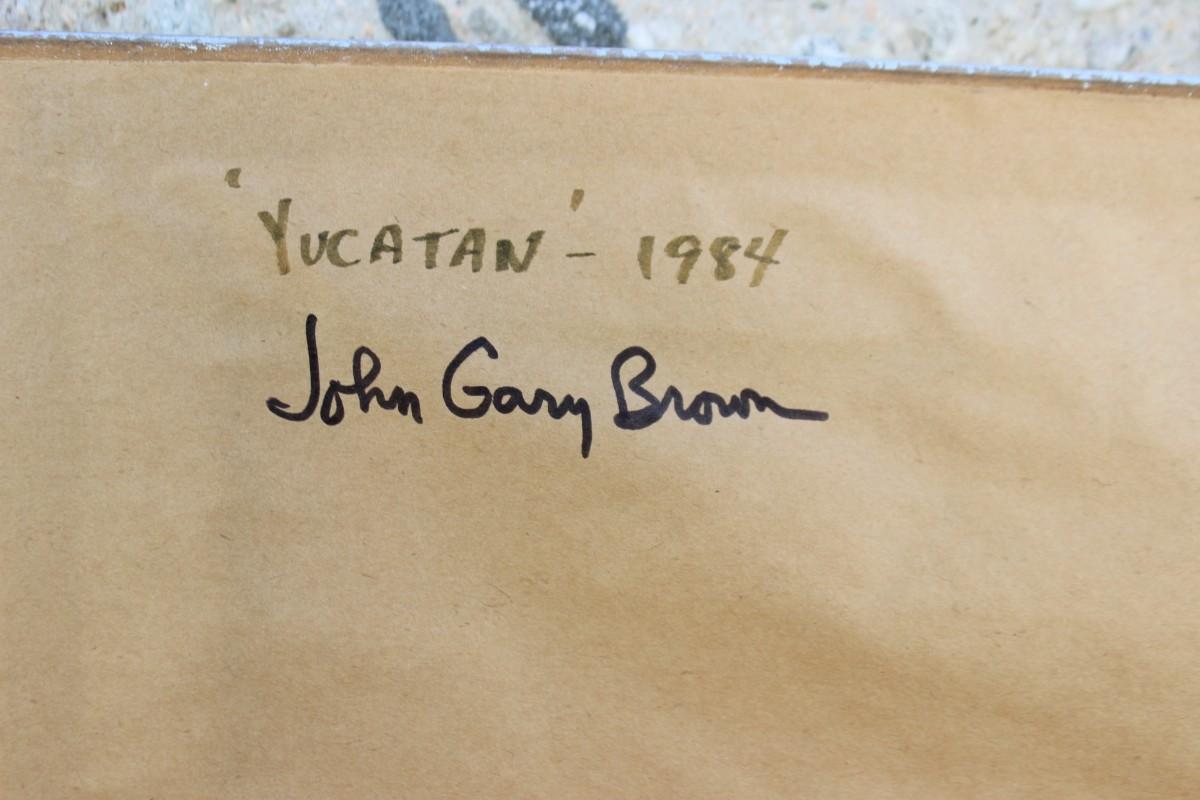 'YUCATAN' - 1984
John Gary Brown